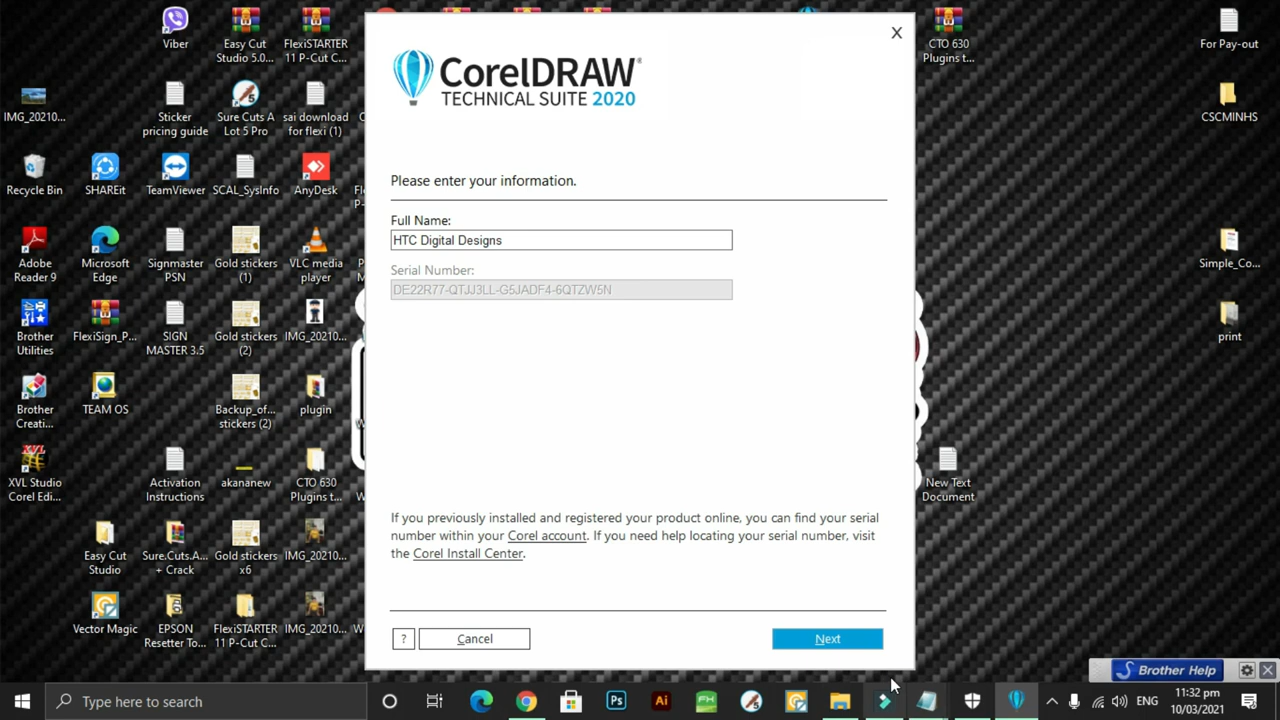 Viber
Easy Cut
Studio 5.0...
FlexiSTARTER
11 P-Cut C...
CTO 630
Plugins t...
For Pay-out
IMG_20210...
Sticker
pricing guide
Sure Cuts A
Lot 5 Pro
sai download
for flexi (1)
CSCMINHS
Recycle Bin
SHAREit
TeamViewer
SCAL_SysInfo
AnyDesk
Adobe
Reader 9
Microsoft
Edge
Signmaster
PSN
Gold stickers
(1)
VLC media
player
Simple_Co...
Brother
Utilities
FlexiSign_P...
SIGN
MASTER 3.5
Gold stickers
(2)
IMG_20210...
print
Brother
Creati...
TEAM OS
Backup_of...
stickers (2)
plugin
XVL Studio
Corel Edi...
Activation
Instructions
akananew
CTO 630
Plugins t...
New Text
Document
Easy Cut
Studio
Sure.Cuts.A...
+ Crack
Gold stickers
x6
IMG_20210...
Vector Magic
EPSON
Resetter To...
FlexiSTARTER
11 P-Cut C...
IMG_20210...
X
CorelDRAW®
TECHNICAL SUITE 2020
Please enter your information.
Full Name:
HTC Digital Designs
Serial Number:
DE22R77-QTJJ3LL-G5JADF4-6QTZW5N
If you previously installed and registered your product online, you can find your serial
number within your Corel account. If you need help locating your serial number, visit
the Corel Install Center.
?
Cancel
Next
Brother Help
Type here to search
Ps
Ai
FH
ENG
11:32 pm
10/03/2021